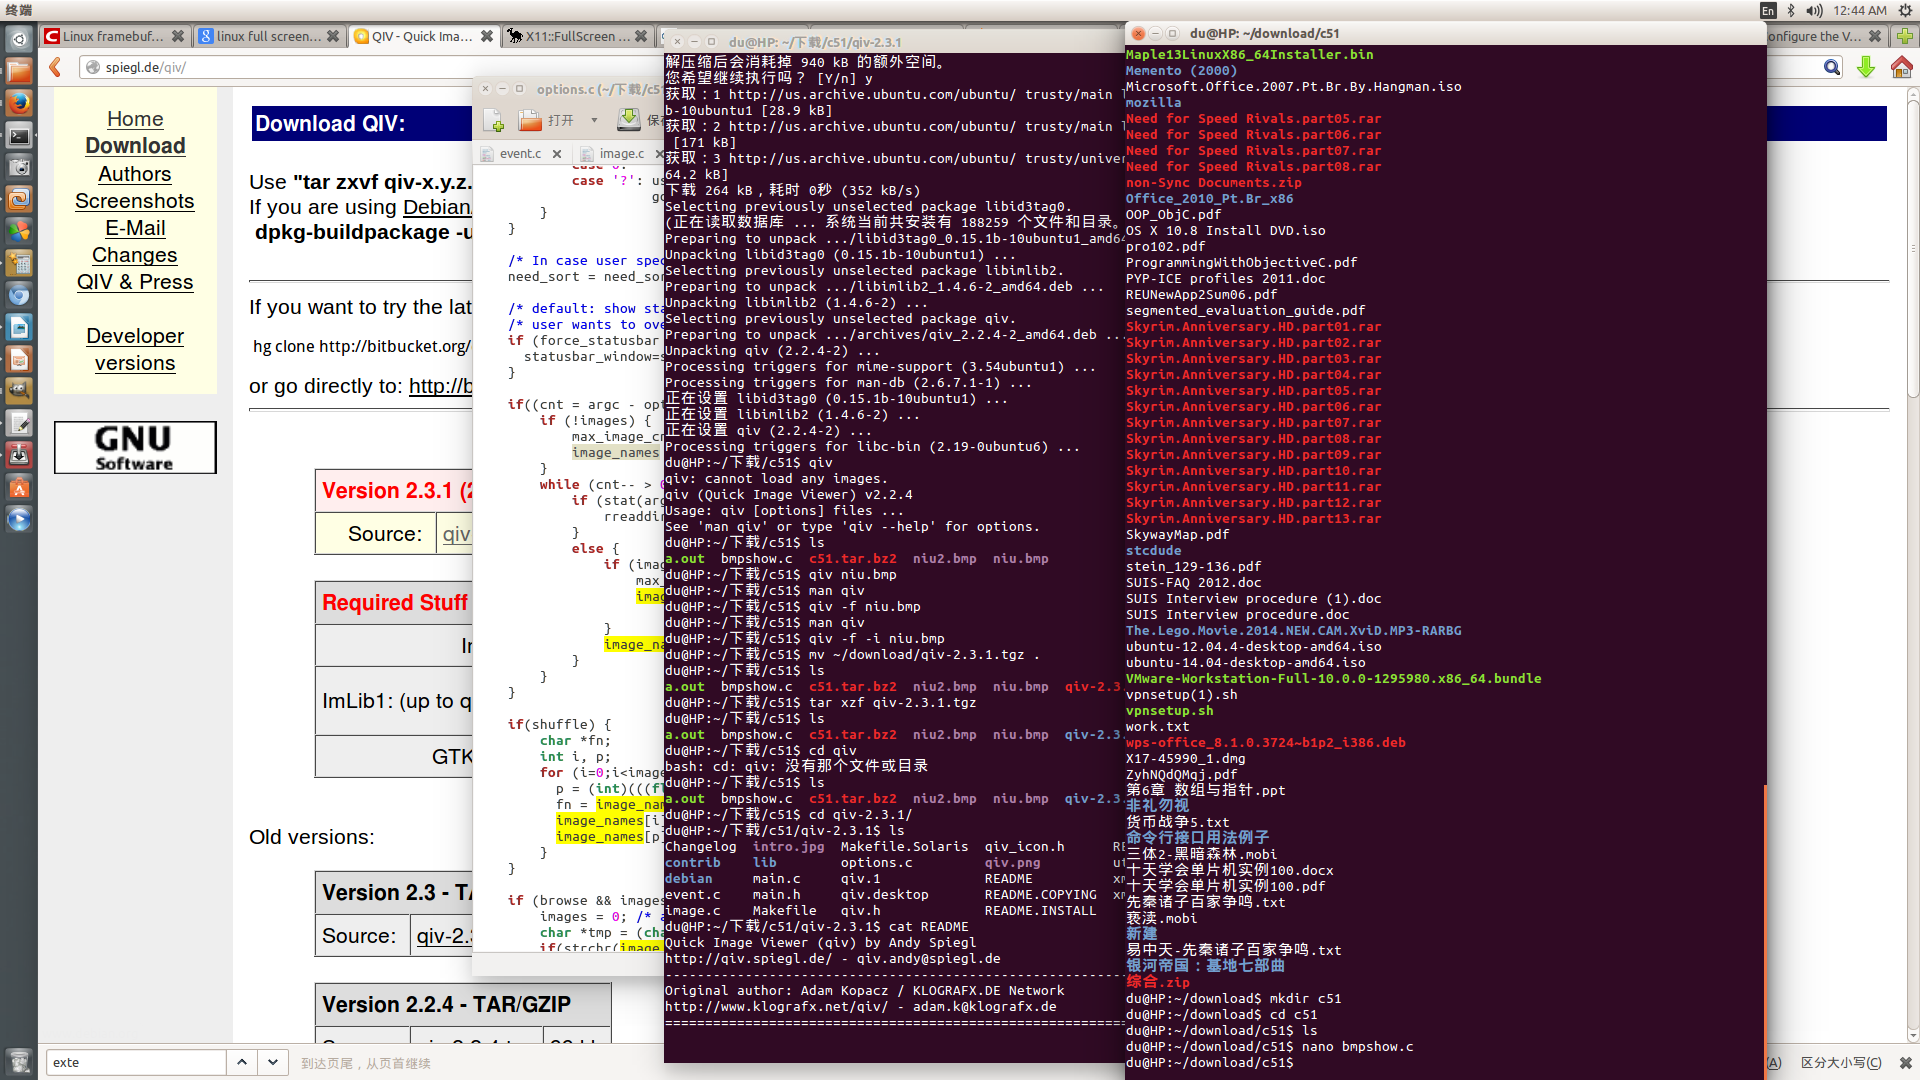 终端
En
12:44 AM
Linux framebuf...
linux full screen...
QIV - Quick Ima...
X11::FullScreen ...
onfigure the V...
spiegl.de/qiv/
Home
Download
Authors
Screenshots
E-Mail
Changes
QIV & Press
Developer
versions
GNU
Software
Download QIV:
Use "tar zxvf qiv-x.y.z.
If you are using Debian
dpkg-buildpackage -u
If you want to try the lat
hg clone http://bitbucket.org/
or go directly to: http://b
Version 2.3.1 (2
Source: qiv
Required Stuff
ImLib1: (up to q
GTK
Old versions:
Version 2.3 - TA
Source: qiv-2.3
Version 2.2.4 - TAR/GZIP
exte
到达页尾，从页首继续
区分大小写(C)
options.c (~/下载/c51
打开
保
event.c
image.c
case '?': us
go
}
}
/* In case user spec
need_sort = need_sor
/* default: show sta
/* user wants to ove
if (force_statusbar
statusbar_window=s
}
if((cnt = argc - opt
if (!images) {
max_image_cn
image_names
}
while (cnt-- > 0
if (stat(arg
rreaddir
}
else {
if (imag
max_
imag
}
image_na
}
}
}
if(shuffle) {
char *fn;
int i, p;
for (i=0;i<image
p = (int)(((fl
fn = image_nam
image_names[i]
image_names[p]
}
}
if (browse && images
images = 0; /* a
char *tmp = (cha
if(strchr(image
du@HP: ~/下载/c51/qiv-2.3.1
解压缩后会消耗掉 940 kB 的额外空间。
您希望继续执行吗？ [Y/n] y
获取：1 http://us.archive.ubuntu.com/ubuntu/ trusty/main l
b-10ubuntu1 [28.9 kB]
获取：2 http://us.archive.ubuntu.com/ubuntu/ trusty/main l
[171 kB]
获取：3 http://us.archive.ubuntu.com/ubuntu/ trusty/univer
64.2 kB]
下载 264 kB，耗时 0秒 (352 kB/s)
Selecting previously unselected package libid3tag0.
(正在读取数据库 ... 系统当前共安装有 188259 个文件和目录。
Preparing to unpack .../libid3tag0_0.15.1b-10ubuntu1_amd64
Unpacking libid3tag0 (0.15.1b-10ubuntu1) ...
Selecting previously unselected package libimlib2.
Preparing to unpack .../libimlib2_1.4.6-2_amd64.deb ...
Unpacking libimlib2 (1.4.6-2) ...
Selecting previously unselected package qiv.
Preparing to unpack .../archives/qiv_2.2.4-2_amd64.deb ...
Unpacking qiv (2.2.4-2) ...
Processing triggers for mime-support (3.54ubuntu1) ...
Processing triggers for man-db (2.6.7.1-1) ...
正在设置 libid3tag0 (0.15.1b-10ubuntu1) ...
正在设置 libimlib2 (1.4.6-2) ...
正在设置 qiv (2.2.4-2) ...
Processing triggers for libc-bin (2.19-0ubuntu6) ...
du@HP:~/下载/c51$ qiv
qiv: cannot load any images.
qiv (Quick Image Viewer) v2.2.4
Usage: qiv [options] files ...
See 'man qiv' or type 'qiv --help' for options.
du@HP:~/下载/c51$ ls
a.out bmpshow.c c51.tar.bz2 niu2.bmp niu.bmp
du@HP:~/下载/c51$ qiv niu.bmp
du@HP:~/下载/c51$ man qiv
du@HP:~/下载/c51$ qiv -f niu.bmp
du@HP:~/下载/c51$ man qiv
du@HP:~/下载/c51$ qiv -f -i niu.bmp
du@HP:~/下载/c51$ mv ~/download/qiv-2.3.1.tgz .
du@HP:~/下载/c51$ ls
a.out bmpshow.c c51.tar.bz2 niu2.bmp niu.bmp qiv-2.3.
du@HP:~/下载/c51$ tar xzf qiv-2.3.1.tgz
du@HP:~/下载/c51$ ls
a.out bmpshow.c c51.tar.bz2 niu2.bmp niu.bmp qiv-2.3.
du@HP:~/下载/c51$ cd qiv
bash: cd: qiv: 没有那个文件或目录
du@HP:~/下载/c51$ ls
a.out bmpshow.c c51.tar.bz2 niu2.bmp niu.bmp qiv-2.3.
du@HP:~/下载/c51$ cd qiv-2.3.1/
du@HP:~/下载/c51/qiv-2.3.1$ ls
Changelog intro.jpg Makefile.Solaris qiv_icon.h RE
contrib lib options.c qiv.png ut
debian main.c qiv.1 README xm
event.c main.h qiv.desktop README.COPYING xm
image.c Makefile qiv.h README.INSTALL
du@HP:~/下载/c51/qiv-2.3.1$ cat README
Quick Image Viewer (qiv) by Andy Spiegl
http://qiv.spiegl.de/ - qiv.andy@spiegl.de
Original author: Adam Kopacz / KLOGRAFX.DE Network
http://www.klografx.net/qiv/ - adam.k@klografx.de
du@HP: ~/download/c51
Maple13LinuxX86_64Installer.bin
Memento (2000)
Microsoft.Office.2007.Pt.Br.By.Hangman.iso
mozilla
Need for Speed Rivals.part05.rar
Need for Speed Rivals.part06.rar
Need for Speed Rivals.part07.rar
Need for Speed Rivals.part08.rar
non-Sync Documents.zip
Office_2010_Pt.Br_x86
OOP_ObjC.pdf
OS X 10.8 Install DVD.iso
pro102.pdf
ProgrammingWithObjectiveC.pdf
PYP-ICE profiles 2011.doc
REUNewApp2Sum06.pdf
segmented_evaluation_guide.pdf
Skyrim.Anniversary.HD.part01.rar
Skyrim.Anniversary.HD.part02.rar
Skyrim.Anniversary.HD.part03.rar
Skyrim.Anniversary.HD.part04.rar
Skyrim.Anniversary.HD.part05.rar
Skyrim.Anniversary.HD.part06.rar
Skyrim.Anniversary.HD.part07.rar
Skyrim.Anniversary.HD.part08.rar
Skyrim.Anniversary.HD.part09.rar
Skyrim.Anniversary.HD.part10.rar
Skyrim.Anniversary.HD.part11.rar
Skyrim.Anniversary.HD.part12.rar
Skyrim.Anniversary.HD.part13.rar
SkywayMap.pdf
stcdude
stein_129-136.pdf
SUIS-FAQ 2012.doc
SUIS Interview procedure (1).doc
SUIS Interview procedure.doc
The.Lego.Movie.2014.NEW.CAM.XviD.MP3-RARBG
ubuntu-12.04.4-desktop-amd64.iso
ubuntu-14.04-desktop-amd64.iso
VMware-Workstation-Full-10.0.0-1295980.x86_64.bundle
vpnsetup(1).sh
vpnsetup.sh
work.txt
wps-office_8.1.0.3724~b1p2_i386.deb
X17-45990_1.dmg
ZyhNQdQMqj.pdf
第6章 数组与指针.ppt
非礼勿视
货币战争5.txt
命令行接口用法例子
三体2-黑暗森林.mobi
十天学会单片机实例100.docx
十天学会单片机实例100.pdf
先秦诸子百家争鸣.txt
亵渎.mobi
新建
易中天-先秦诸子百家争鸣.txt
银河帝国：基地七部曲
综合.zip
du@HP:~/download$ mkdir c51
du@HP:~/download$ cd c51
du@HP:~/download/c51$ ls
du@HP:~/download/c51$ nano bmpshow.c
du@HP:~/download/c51$